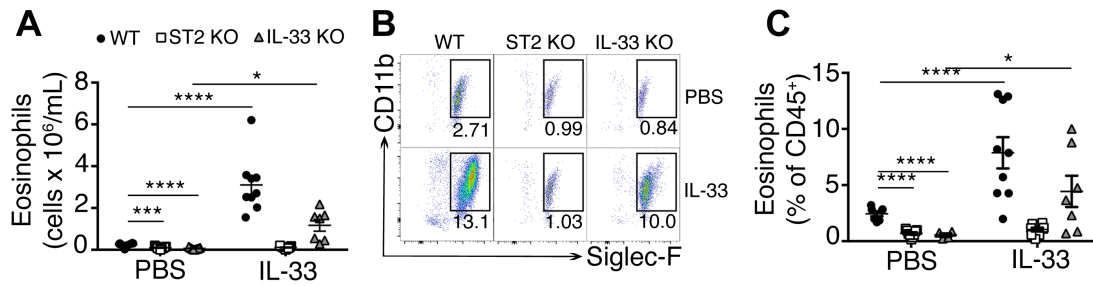 A
WT ST2 KO IL-33 KO
Eosinophils
(cells x 10⁶/mL)
8
6
4
2
0
*
****
****
***
PBS IL-33
B
WT ST2 KO IL-33 KO
CD11b
2.71 0.99 0.84
PBS
13.1 1.03 10.0
IL-33
Siglec-F
C
Eosinophils
(% of CD45⁺)
15
10
5
0
*
****
****
****
PBS IL-33